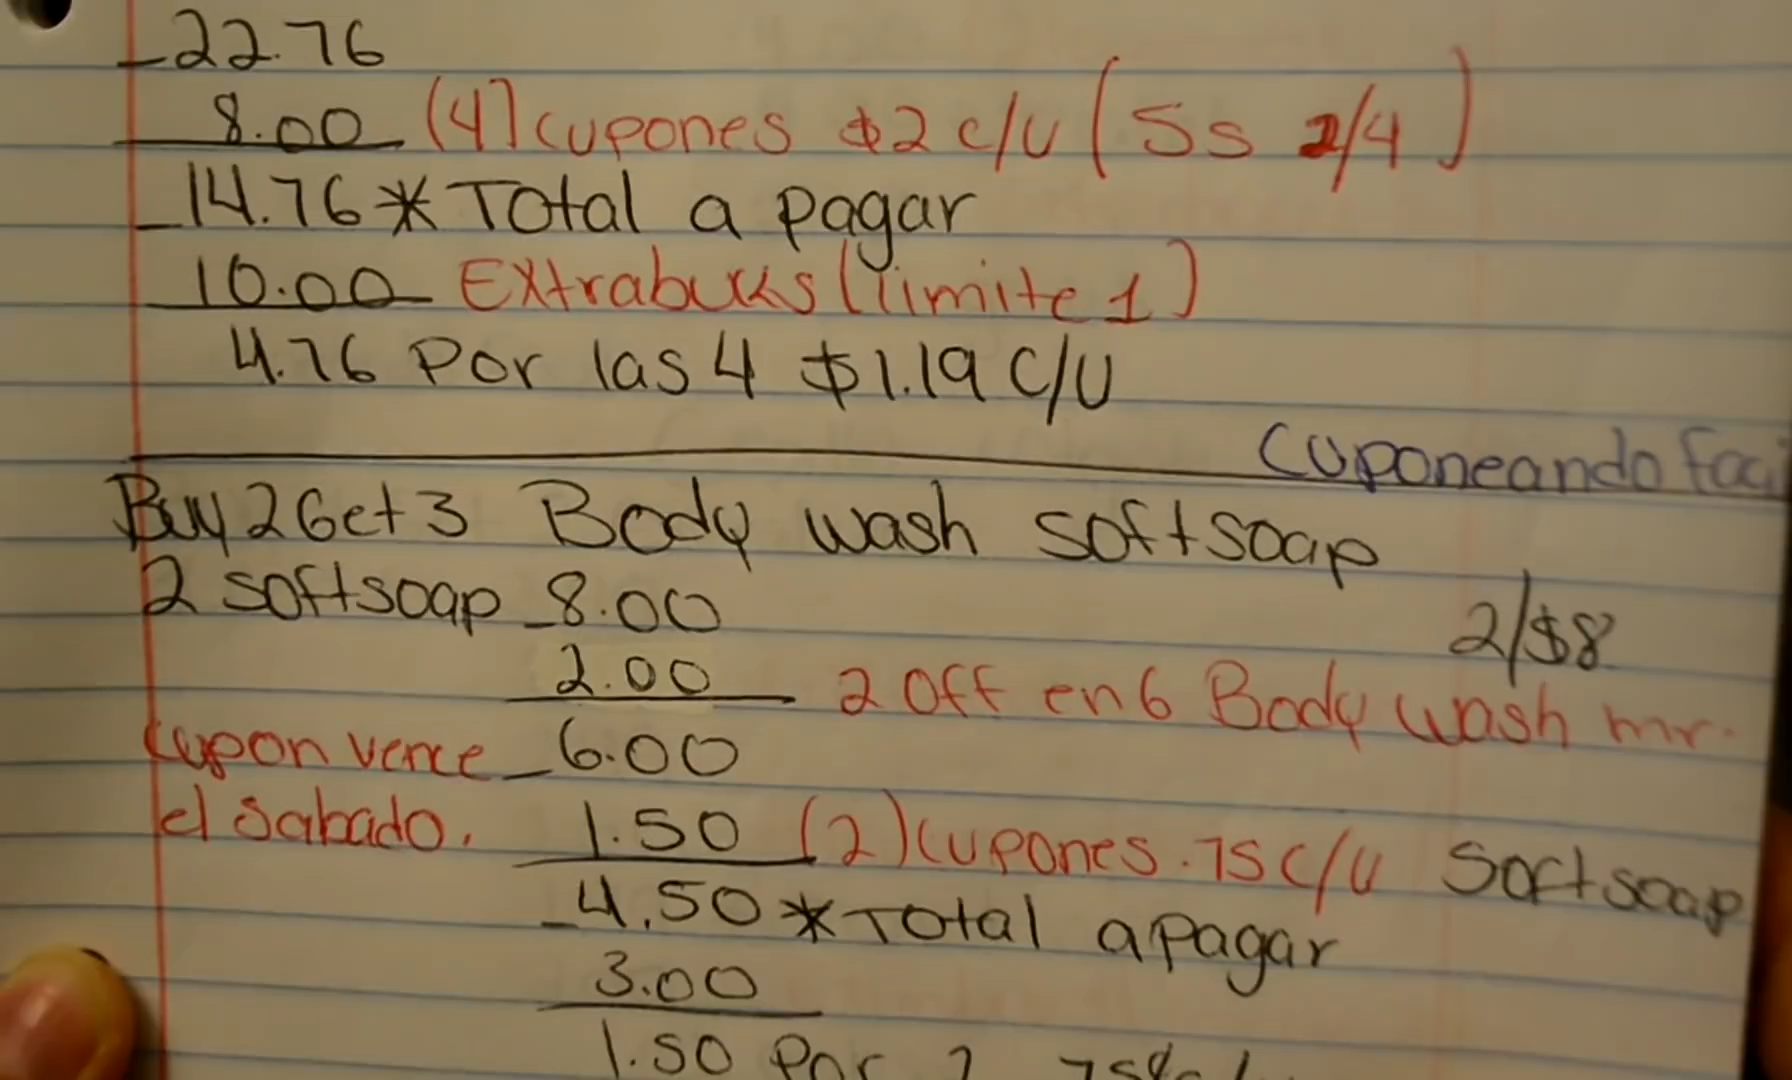 -22.76
8.00 (4) cupones $2 c/u (Ss 2/4)
-14.76 * Total a pagar
10.00 Extrabucks (limite 1)
4.76 Por las 4 $1.19 c/u
Cuponeando Faci
Buy 2 Get 3 Body wash softsoap
2 softsoap -8.00 2/$8
2.00 2 off en 6 Body wash mr.
cupon vence -6.00
el sabado. 1.50 (2) cupones .75 c/u Softsoap
-4.50 * Total a pagar
3.00
1.50 Por